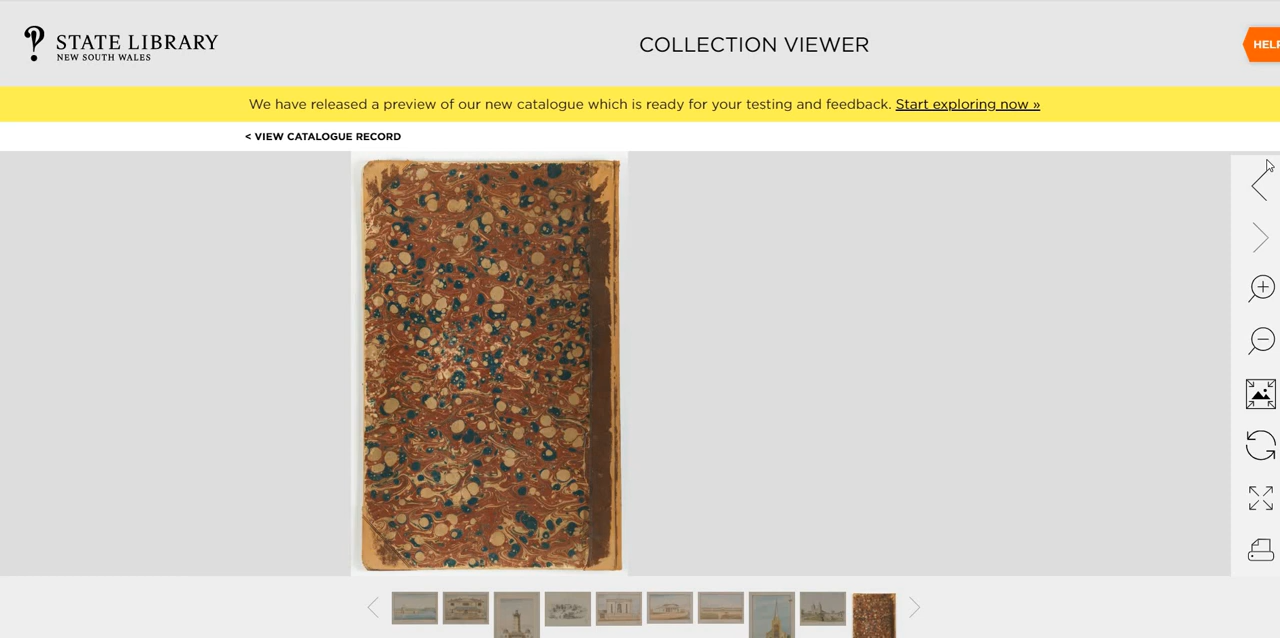 STATE LIBRARY
NEW SOUTH WALES
COLLECTION VIEWER
HELP
We have released a preview of our new catalogue which is ready for your testing and feedback. Start exploring now »
< VIEW CATALOGUE RECORD